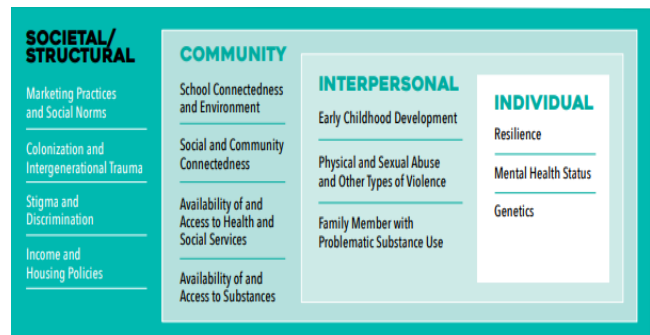 SOCIETAL/
STRUCTURAL
Marketing Practices
and Social Norms
Colonization and
Intergenerational Trauma
Stigma and
Discrimination
Income and
Housing Policies
COMMUNITY
School Connectedness
and Environment
Social and Community
Connectedness
Availability of and
Access to Health and
Social Services
Availability of and
Access to Substances
INTERPERSONAL
Early Childhood Development
Physical and Sexual Abuse
and Other Types of Violence
Family Member with
Problematic Substance Use
INDIVIDUAL
Resilience
Mental Health Status
Genetics